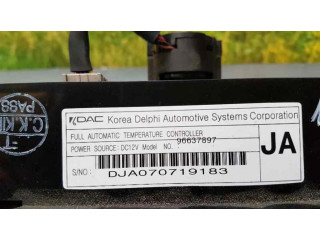 KDAC Korea Delphi Automotive Systems Corporation
FULL AUTOMATIC TEMPERATURE CONTROLLER
POWER SOURCE: DC12V Model NO. : 96637897
JA
S/NO : DJA070719183
C.K.KI
PASS